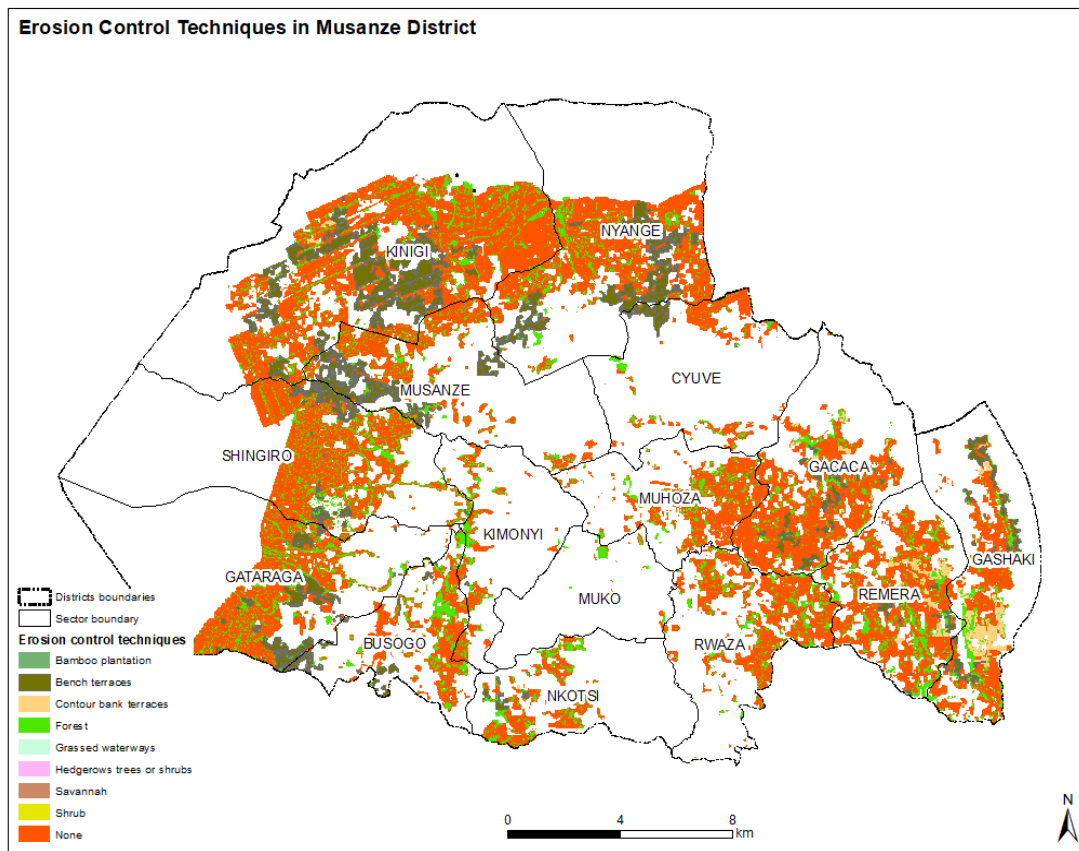 Erosion Control Techniques in Musanze District
NYANGE
KINIGI
CYUVE
MUSANZE
SHINGIRO
GACACA
MUHOZA
KIMONYI
GASHAKI
GATARAGA
REMERA
MUKO
BUSOGO
RWAZA
NKOTSI
Districts boundaries
Sector boundary
Erosion control techniques
Bamboo plantation
Bench terraces
Contour bank terraces
Forest
Grassed waterways
Hedgerows trees or shrubs
Savannah
Shrub
None
0 4 8
km
N